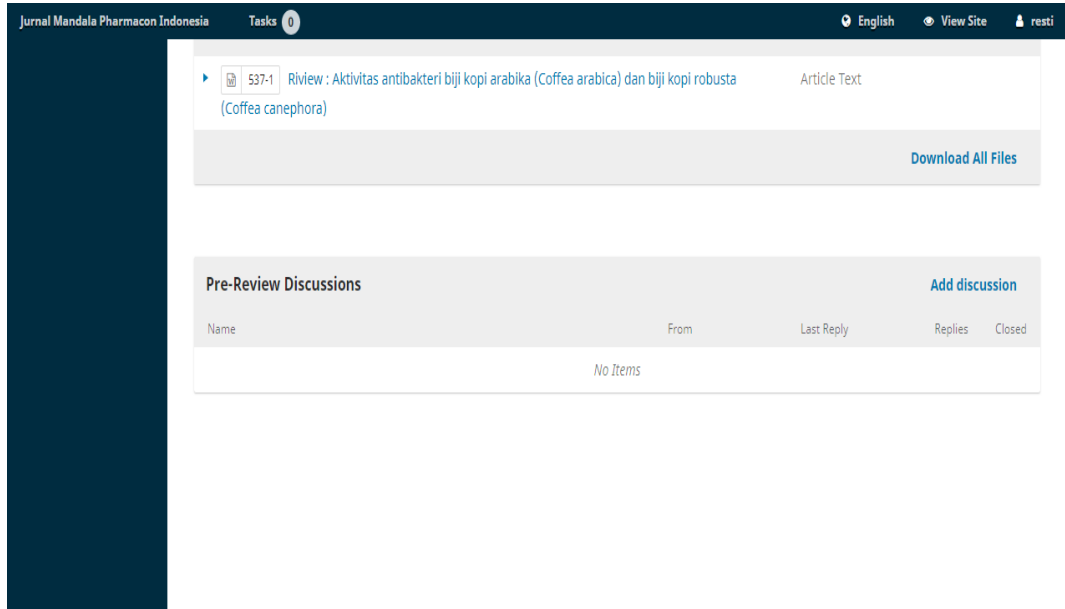 Jurnal Mandala Pharmacon Indonesia Tasks 0 English View Site resti
537-1 Riview : Aktivitas antibakteri biji kopi arabika (Coffea arabica) dan biji kopi robusta Article Text
(Coffea canephora)
Download All Files
Pre-Review Discussions Add discussion
Name From Last Reply Replies Closed
No Items